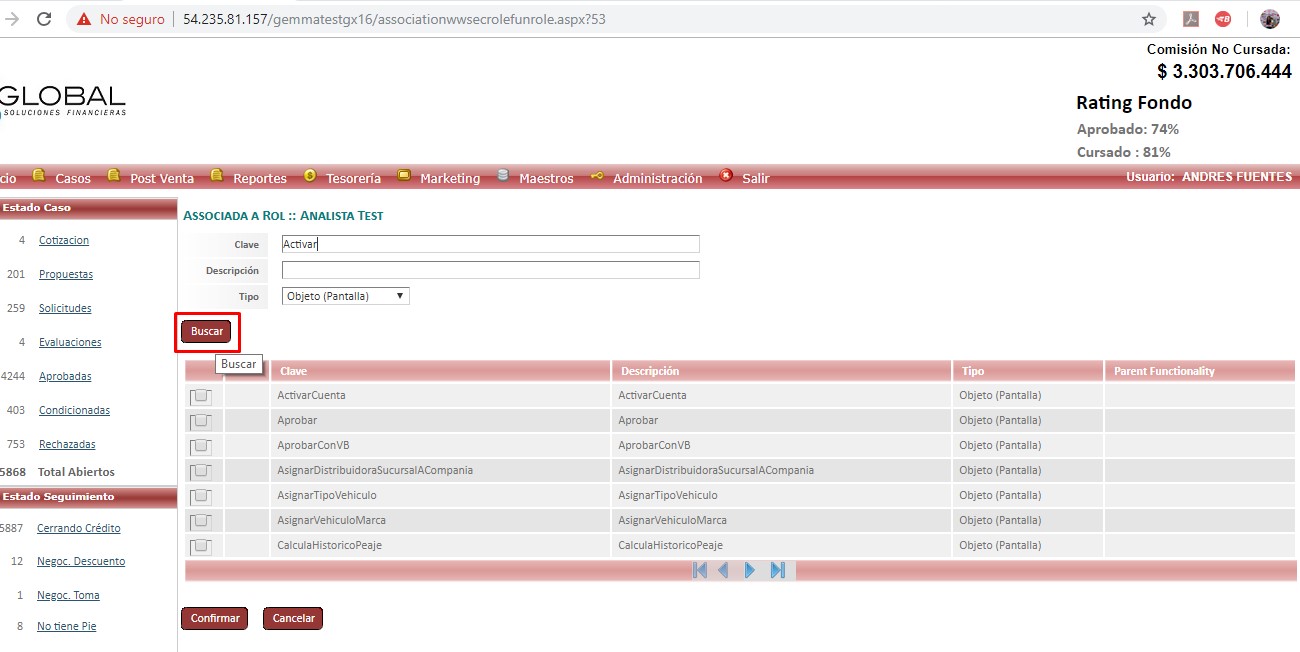 No seguro 54.235.81.157/gemmatestgx16/associationwwsecrolefunrole.aspx?53
Comisión No Cursada:
$ 3.303.706.444
GLOBAL
SOLUCIONES FINANCIERAS
Rating Fondo
Aprobado: 74%
Cursado : 81%
cio Casos Post Venta Reportes Tesorería Marketing Maestros Administración Salir Usuario: ANDRES FUENTES
Estado Caso
4 Cotizacion
201 Propuestas
259 Solicitudes
4 Evaluaciones
4244 Aprobadas
403 Condicionadas
753 Rechazadas
5868 Total Abiertos
Estado Seguimiento
5887 Cerrando Crédito
12 Negoc. Descuento
1 Negoc. Toma
8 No tiene Pie
ASSOCIADA A ROL :: ANALISTA TEST
Clave Activar
Descripción
Tipo Objeto (Pantalla)
Buscar
Buscar
Clave Descripción Tipo Parent Functionality
ActivarCuenta ActivarCuenta Objeto (Pantalla)
Aprobar Aprobar Objeto (Pantalla)
AprobarConVB AprobarConVB Objeto (Pantalla)
AsignarDistribuidoraSucursalACompania AsignarDistribuidoraSucursalACompania Objeto (Pantalla)
AsignarTipoVehiculo AsignarTipoVehiculo Objeto (Pantalla)
AsignarVehiculoMarca AsignarVehiculoMarca Objeto (Pantalla)
CalculaHistoricoPeaje CalculaHistoricoPeaje Objeto (Pantalla)
Confirmar Cancelar